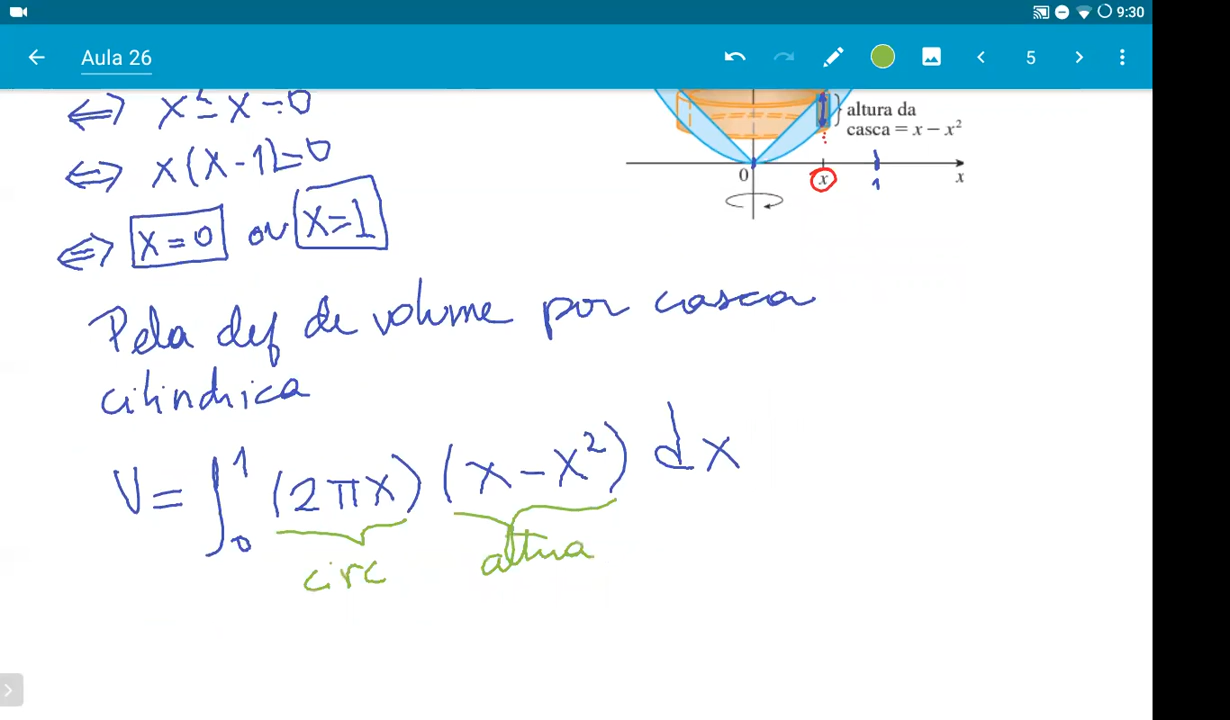 9:30
Aula 26
5
⟺ x² - x = 0
⟺ x(x-1)=0
⟺ x=0 ou x=1
altura da
casca = x − x²
0
x
1
x
Pela def de volume por casca
cilíndrica
V = ∫₀¹ (2πx) (x − x²) dx
circ
altura